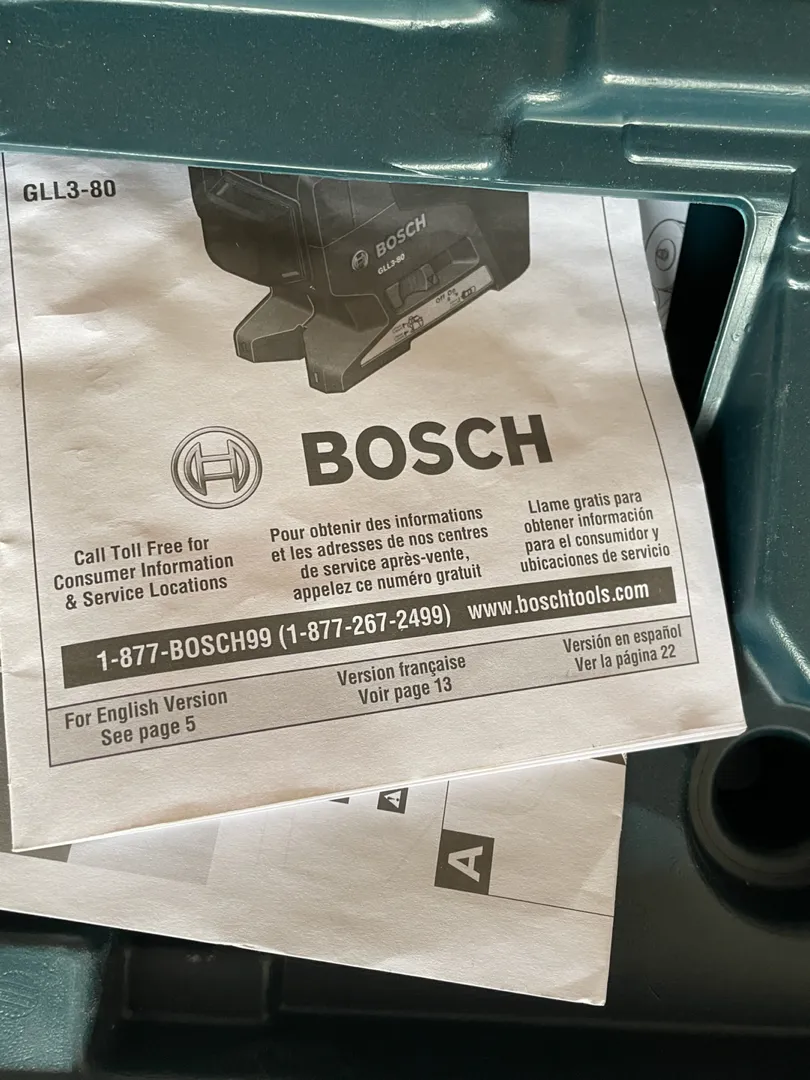 GLL3-80
BOSCH
GLL3-80
Off On
BOSCH
Call Toll Free for
Consumer Information
& Service Locations
Pour obtenir des informations
et les adresses de nos centres
de service après-vente,
appelez ce numéro gratuit
Llame gratis para
obtener información
para el consumidor y
ubicaciones de servicio
1-877-BOSCH99 (1-877-267-2499) www.boschtools.com
For English Version
See page 5
Version française
Voir page 13
Versión en español
Ver la página 22
A